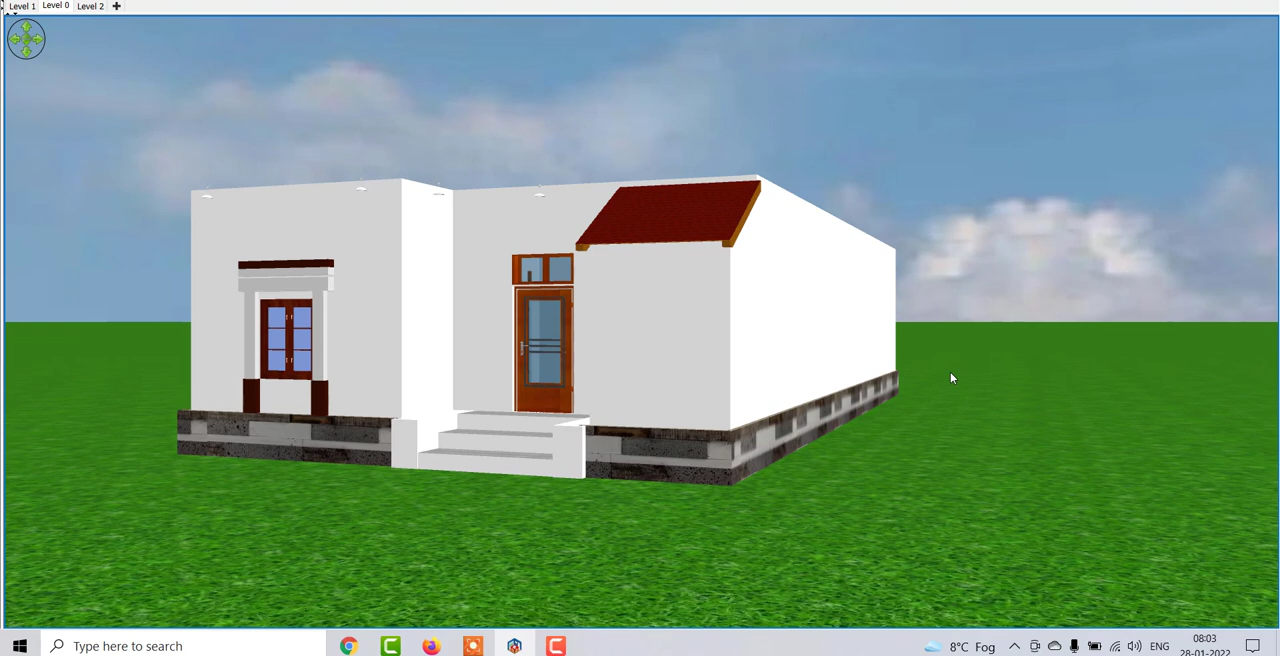 Level 1 Level 0 Level 2
Type here to search
8°C Fog
ENG
08:03
28-01-2022